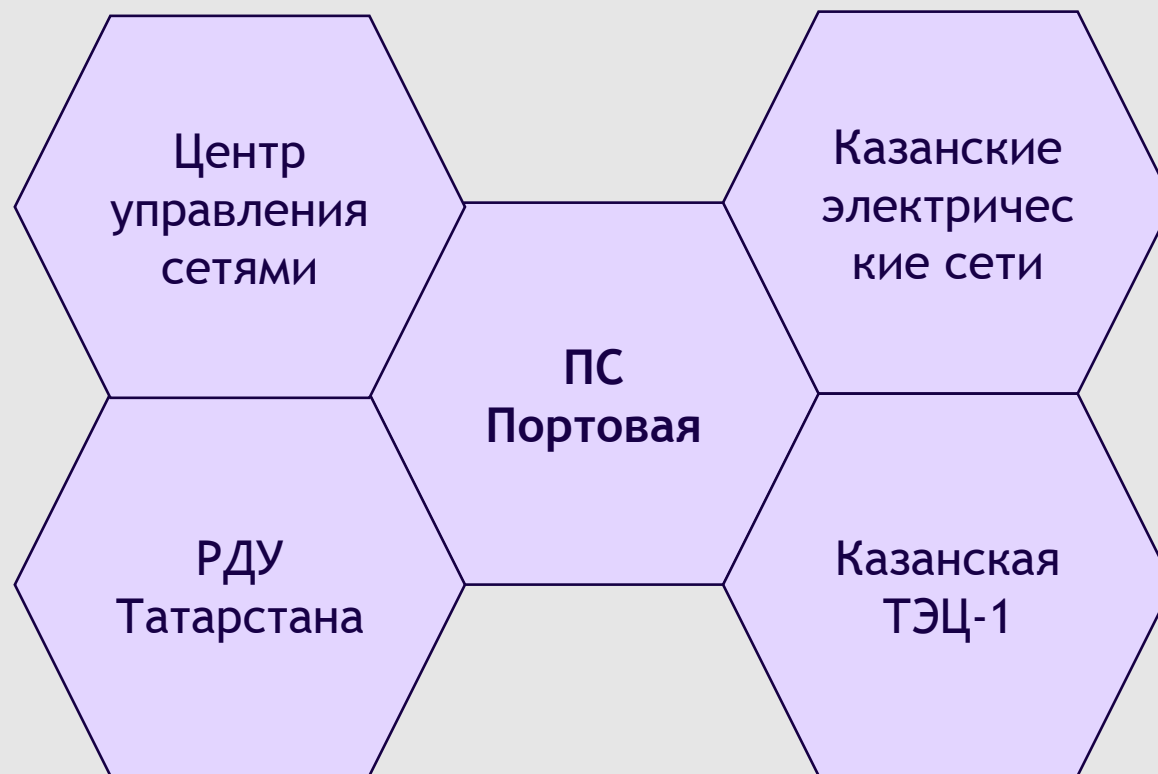 Центр
управления
сетями
Казанские
электричес
кие сети
ПС
Портовая
РДУ
Татарстана
Казанская
ТЭЦ-1